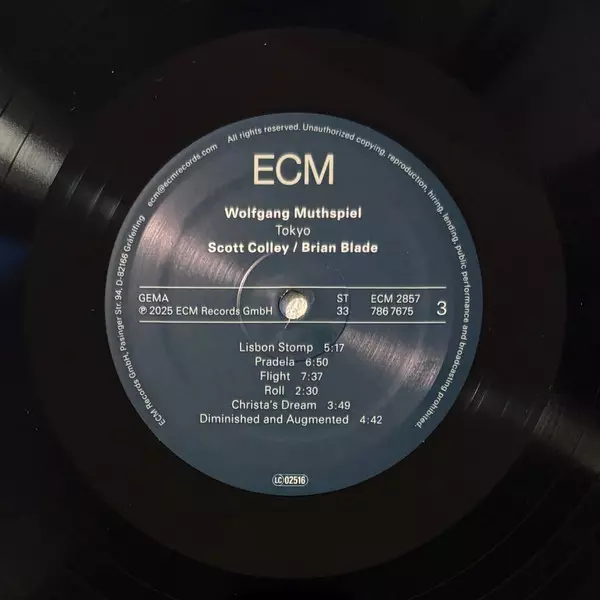 ECM
Wolfgang Muthspiel
Tokyo
Scott Colley / Brian Blade
GEMA ST ECM 2857
℗ 2025 ECM Records GmbH 33 786 7675 3
Lisbon Stomp 5:17
Pradela 6:50
Flight 7:37
Roll 2:30
Christa's Dream 3:49
Diminished and Augmented 4:42
LC 02516
ECM Records GmbH, Pasinger Str. 94, D-82166 Gräfelfing ecm@ecmrecords.com All rights reserved. Unauthorized copying, reproduction, hiring, lending, public performance and broadcasting prohibited.